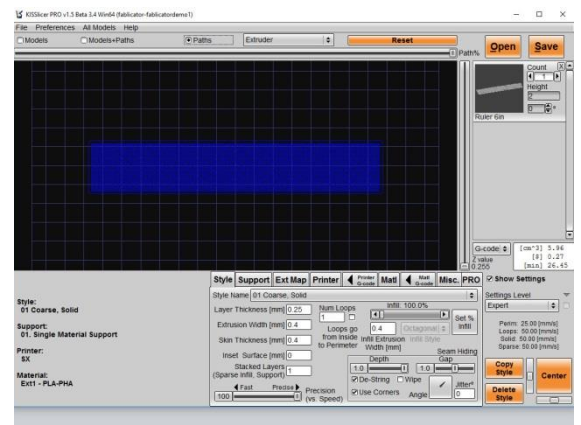 KISSlicer PRO v1.5 Beta 3.4 Win64 (fablicator-fablicatordemo1)
File Preferences All Models Help
Models Models+Paths Paths Extruder Reset
Path%
Open Save
Count
1
Height
2
0 °
Ruler 6in
G-code
Z value
0.255
[cm^3] 5.96
[$] 0.27
[min] 26.45
Style:
01 Coarse, Solid
Support:
01. Single Material Support
Printer:
SX
Material:
Ext1 - PLA-PHA
Style Support Ext Map Printer Printer G-code Matl Matl G-code Misc. PRO
Style Name 01 Coarse, Solid
Layer Thickness [mm] 0.25
Extrusion Width [mm] 0.4
Skin Thickness [mm] 0.4
Inset Surface [mm] 0
Stacked Layers 1
(Sparse Infill, Support)
Fast Precise
100
Precision
(vs. Speed)
Num Loops
1
Loops go
from Inside
to Perimeter
Infill: 100.0%
Set %
Infill
0.4 Octagonal
Infill Extrusion Infill Style
Width [mm]
Seam Hiding
Depth Gap
1.0 1.0
De-String Wipe
Use Corners Angle
Jitter°
0
Show Settings
Settings Level
Expert
Perim: 25.00 [mm/s]
Loops: 50.00 [mm/s]
Solid: 50.00 [mm/s]
Sparse: 50.00 [mm/s]
Copy
Style
Delete
Style
Center